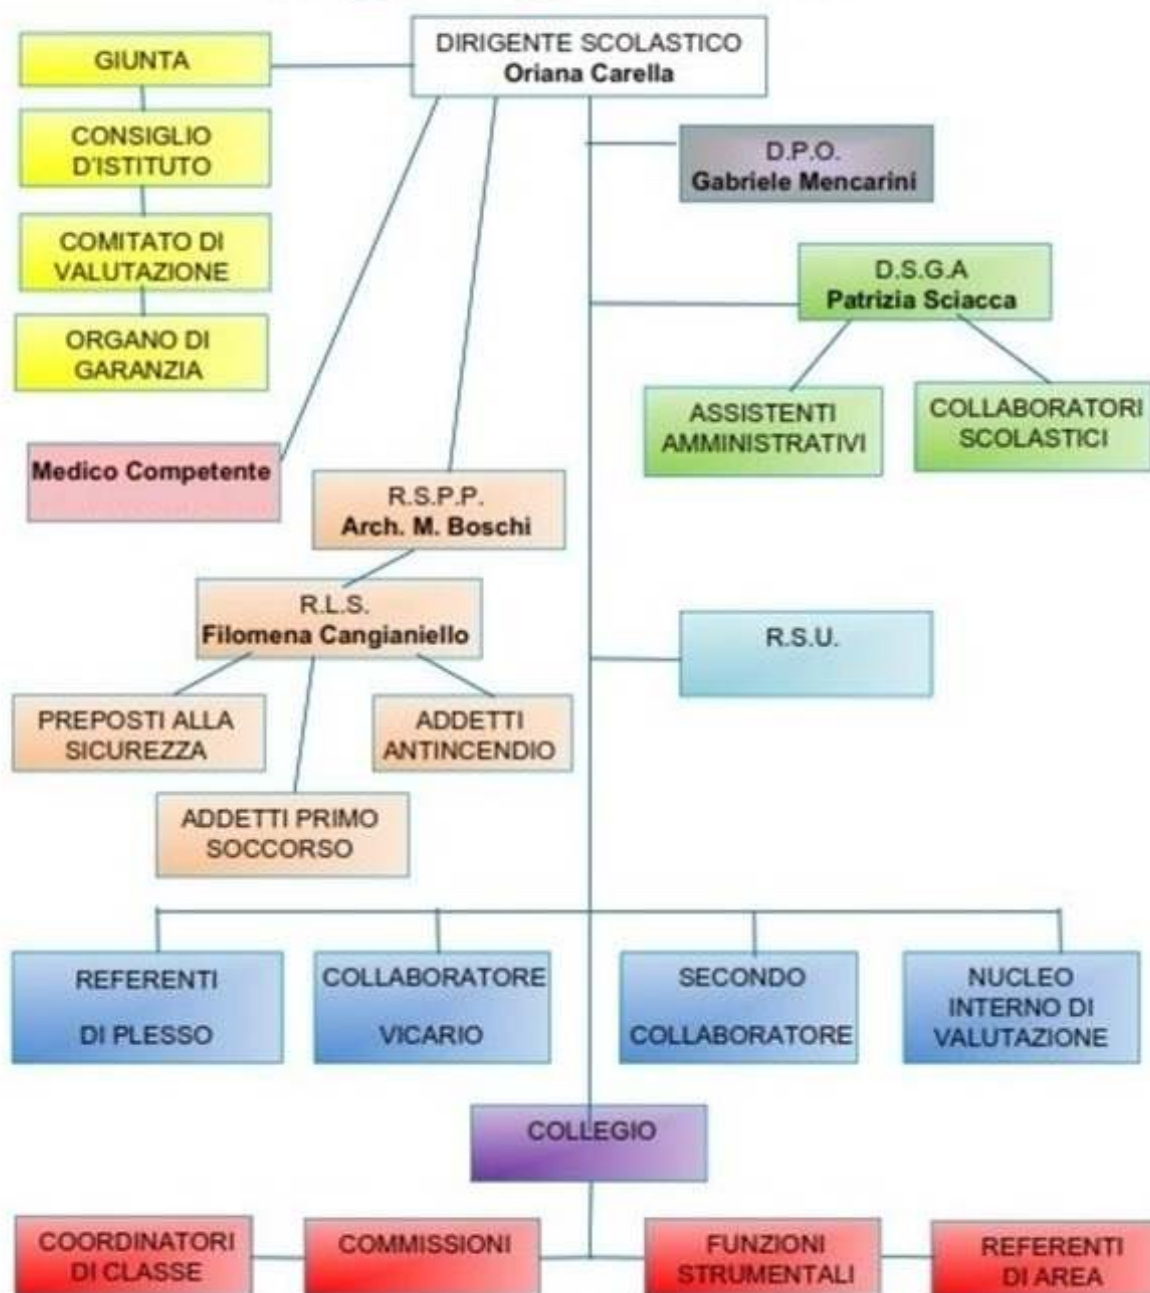 DIRIGENTE SCOLASTICO
Oriana Carella
GIUNTA
CONSIGLIO
D'ISTITUTO
COMITATO DI
VALUTAZIONE
ORGANO DI
GARANZIA
D.P.O.
Gabriele Mencarini
D.S.G.A
Patrizia Sciacca
ASSISTENTI
AMMINISTRATIVI
COLLABORATORI
SCOLASTICI
Medico Competente
R.S.P.P.
Arch. M. Boschi
R.L.S.
Filomena Cangianiello
PREPOSTI ALLA
SICUREZZA
ADDETTI
ANTINCENDIO
ADDETTI PRIMO
SOCCORSO
R.S.U.
REFERENTI
DI PLESSO
COLLABORATORE
VICARIO
SECONDO
COLLABORATORE
NUCLEO
INTERNO DI
VALUTAZIONE
COLLEGIO
COORDINATORI
DI CLASSE
COMMISSIONI
FUNZIONI
STRUMENTALI
REFERENTI
DI AREA